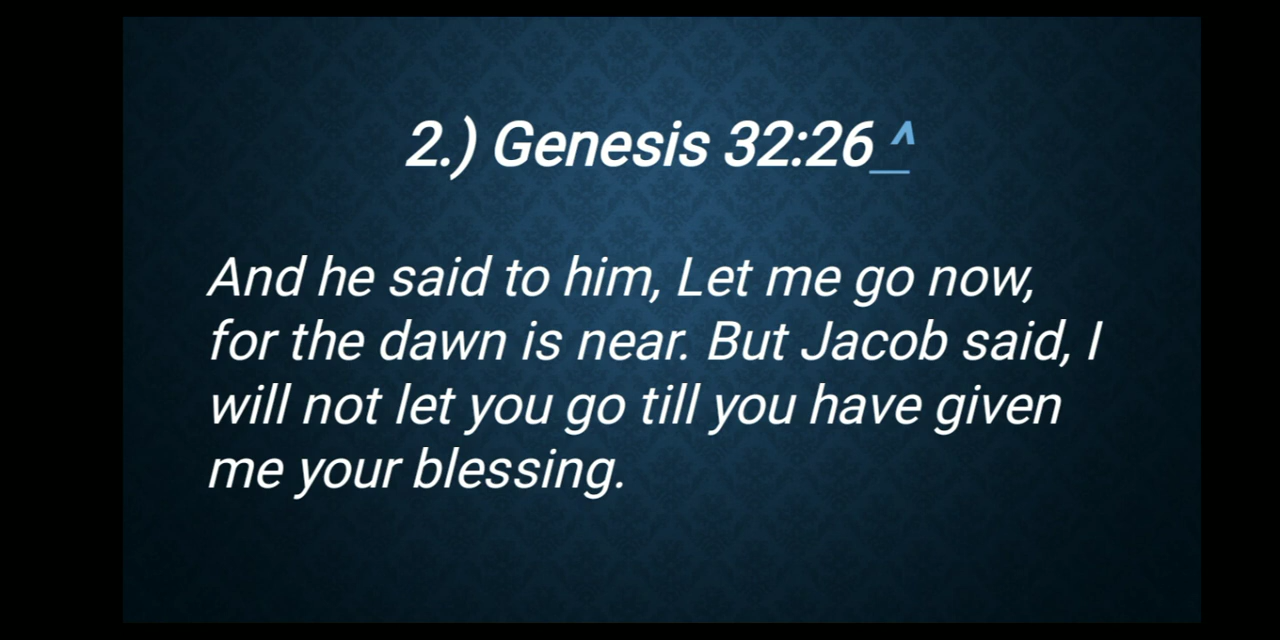 2.) Genesis 32:26 ^
And he said to him, Let me go now,
for the dawn is near. But Jacob said, I
will not let you go till you have given
me your blessing.